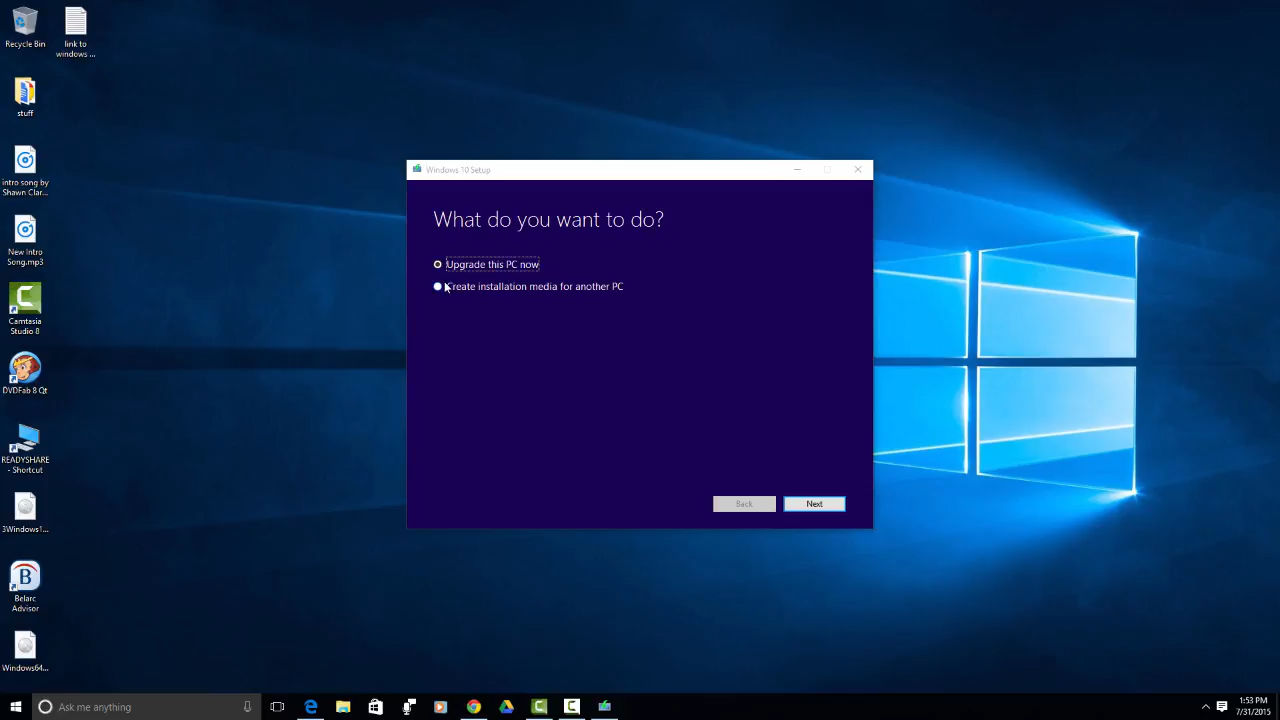 Recycle Bin
link to
windows ...
stuff
intro song by
Shawn Clar...
New Intro
Song.mp3
Camtasia
Studio 8
DVDFab 8 Qt
READYSHARE
- Shortcut
3Windows1...
B
Belarc
Advisor
Windows64...
Windows 10 Setup
What do you want to do?
Upgrade this PC now
Create installation media for another PC
Back
Next
Ask me anything
1:53 PM
7/31/2015